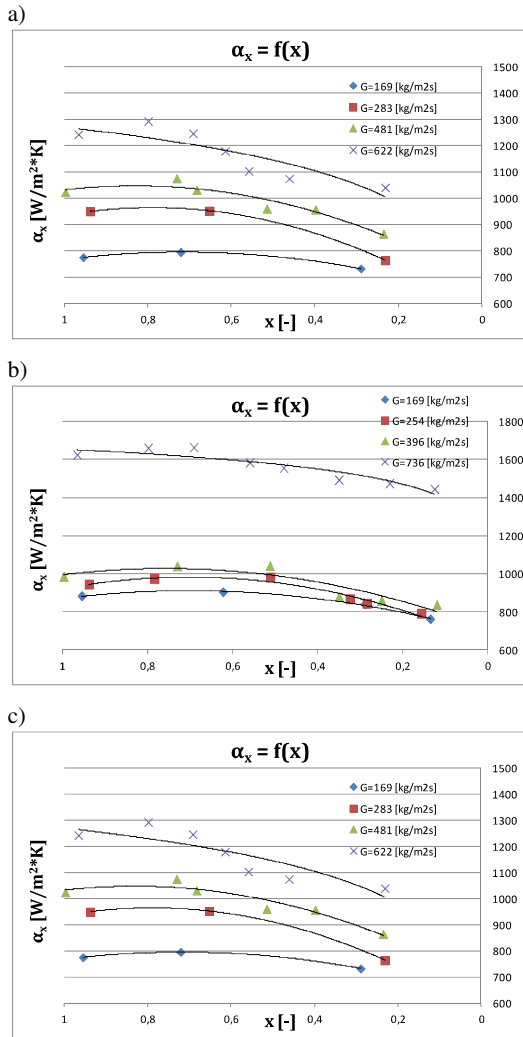 a)
αx = f(x)
1500
1400
1300
1200
1100
1000
900
800
700
600
G=169 [kg/m2s]
G=283 [kg/m2s]
G=481 [kg/m2s]
G=622 [kg/m2s]
αx [W/m²*K]
1
0,8
0,6
0,4
0,2
0
x [-]
b)
αx = f(x)
G=169 [kg/m2s]
G=254 [kg/m2s]
G=396 [kg/m2s]
G=736 [kg/m2s]
1800
1600
1400
1200
1000
800
600
αx [W/m²*K]
1
0,8
0,6
0,4
0,2
0
x [-]
c)
αx = f(x)
1500
1400
1300
1200
1100
1000
900
800
700
600
G=169 [kg/m2s]
G=283 [kg/m2s]
G=481 [kg/m2s]
G=622 [kg/m2s]
αx [W/m²*K]
1
0,8
0,6
0,4
0,2
0
x [-]